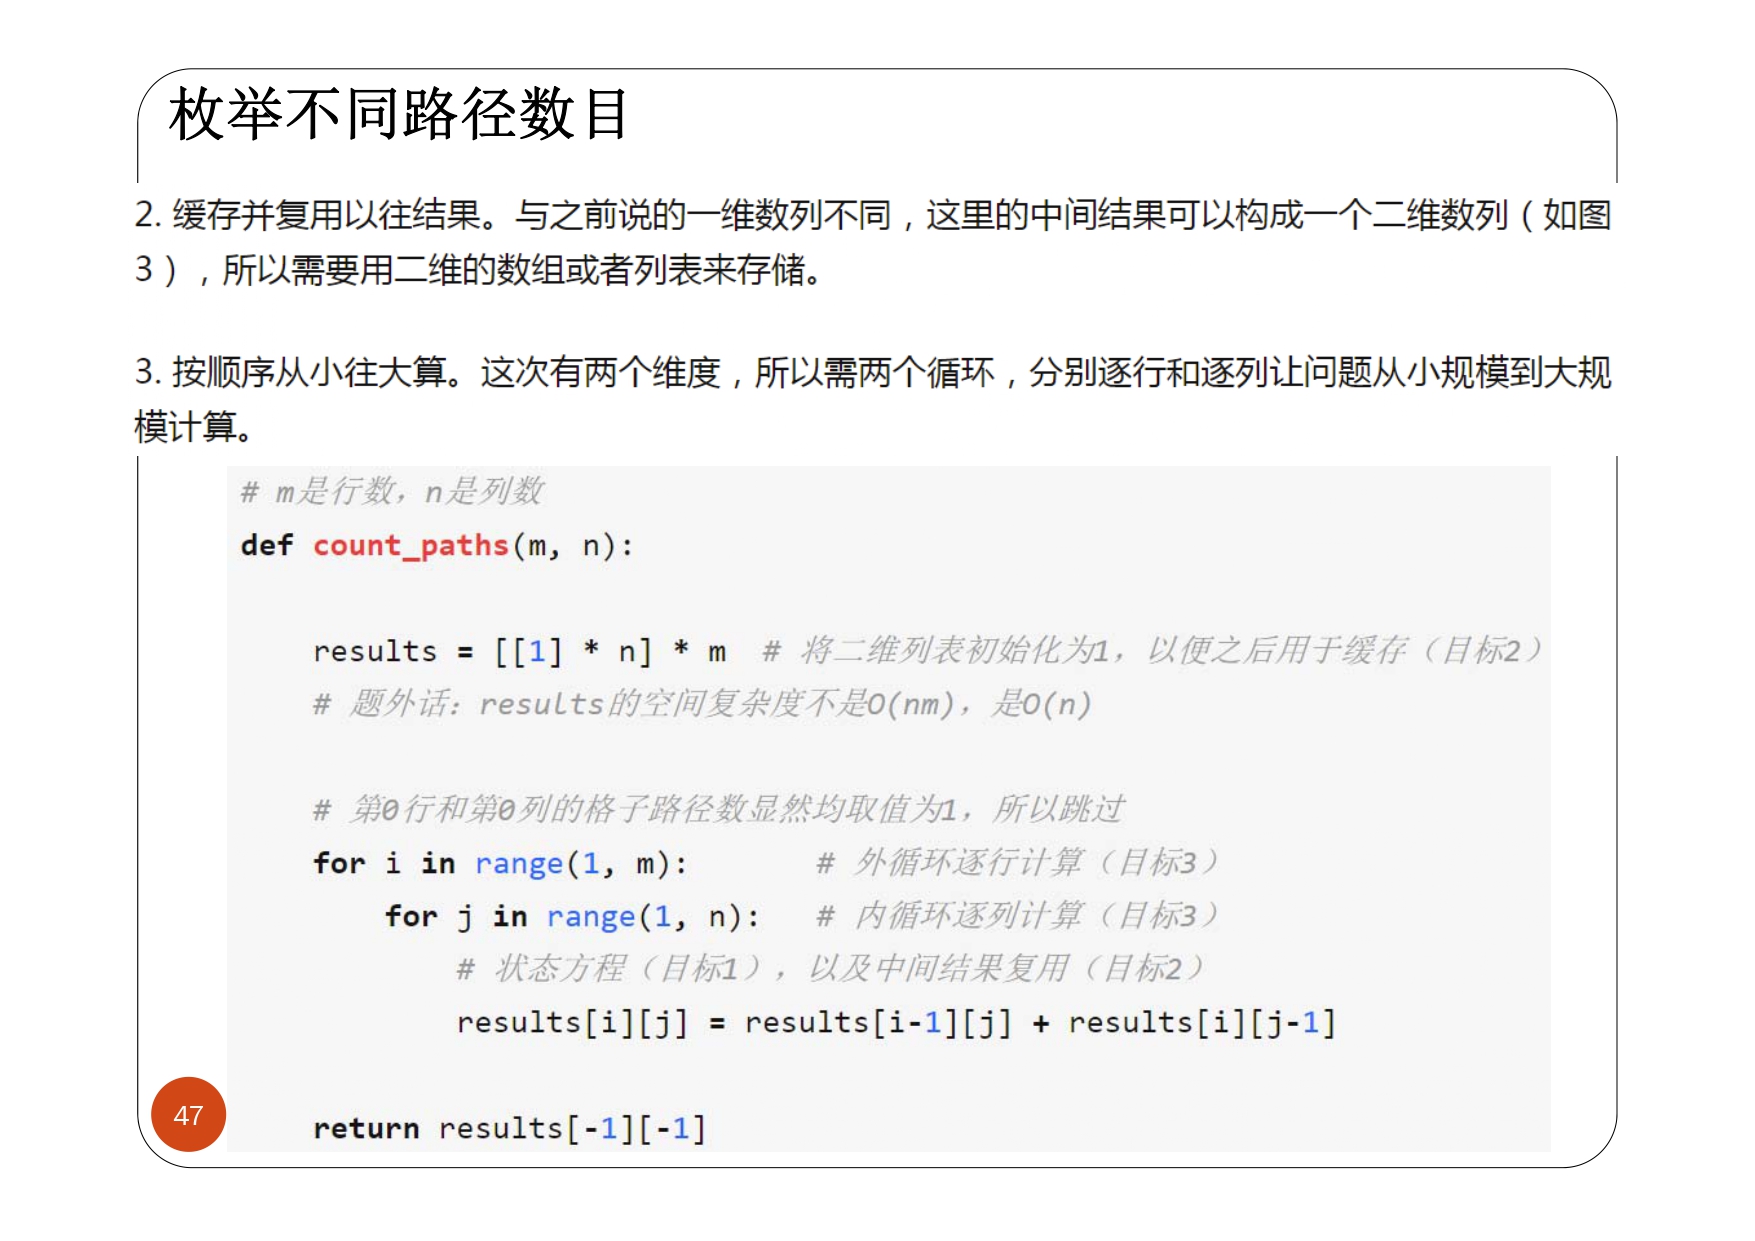 枚举不同路径数目
2. 缓存并复用以往结果。与之前说的一维数列不同，这里的中间结果可以构成一个二维数列（如图
3），所以需要用二维的数组或者列表来存储。
3. 按顺序从小往大算。这次有两个维度，所以需两个循环，分别逐行和逐列让问题从小规模到大规
模计算。
# m是行数，n是列数
def count_paths(m, n):
results = [[1] * n] * m  # 将二维列表初始化为1，以便之后用于缓存（目标2）
# 题外话：results的空间复杂度不是O(nm)，是O(n)
# 第0行和第0列的格子路径数显然均取值为1，所以跳过
for i in range(1, m):       # 外循环逐行计算（目标3）
for j in range(1, n):   # 内循环逐列计算（目标3）
# 状态方程（目标1），以及中间结果复用（目标2）
results[i][j] = results[i-1][j] + results[i][j-1]
return results[-1][-1]
47